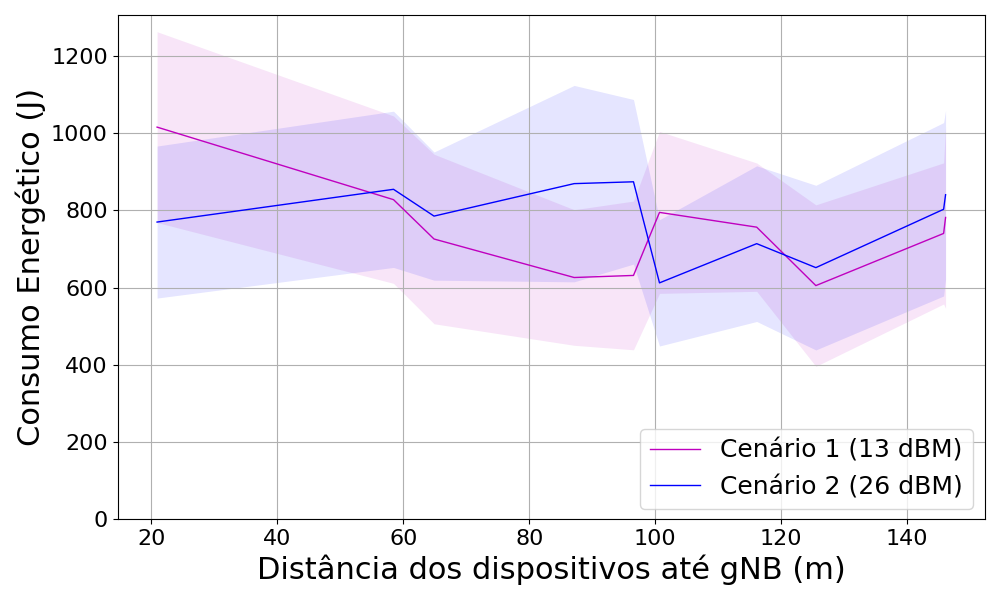 1200
1000
800
600
400
200
0
Consumo Energético (J)
Cenário 1 (13 dBM)
Cenário 2 (26 dBM)
20 40 60 80 100 120 140
Distância dos dispositivos até gNB (m)